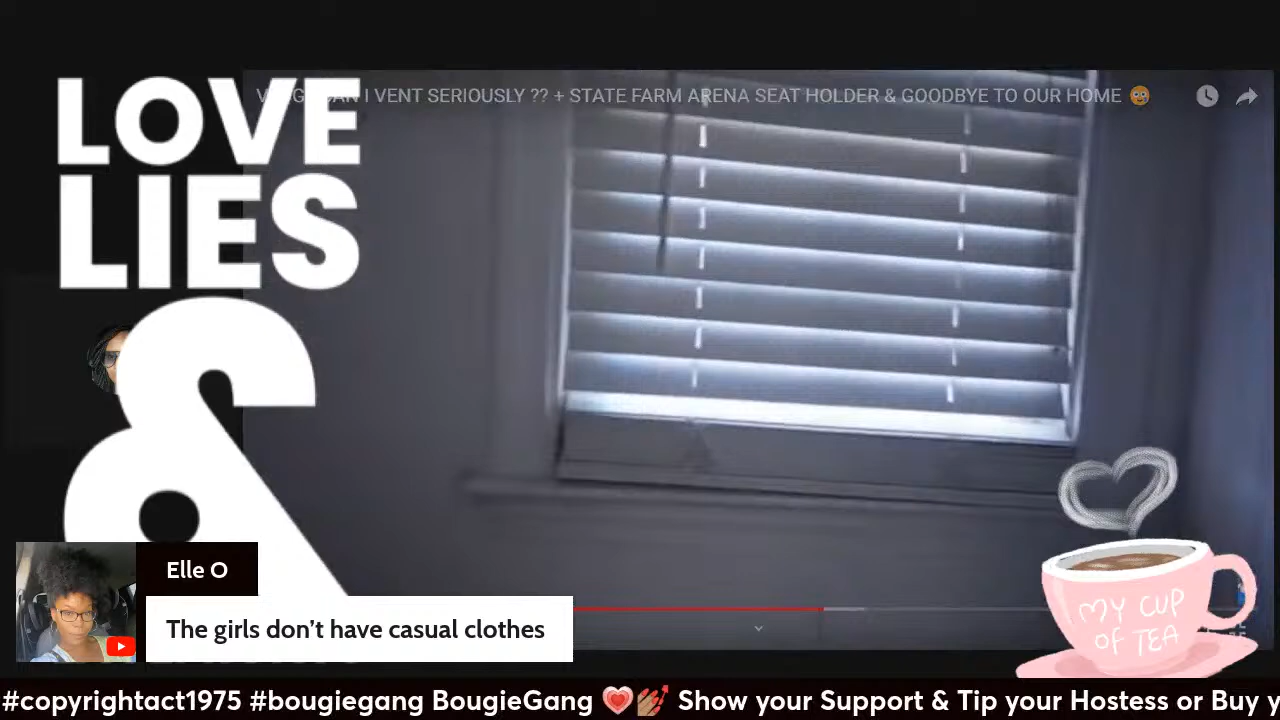 LOVE
LIES
&
I VENT SERIOUSLY ?? + STATE FARM ARENA SEAT HOLDER & GOODBYE TO OUR HOME
MY CUP
OF TEA
Elle O
The girls don’t have casual clothes
#copyrightact1975 #bougiegang BougieGang 💗💅🏽 Show your Support & Tip your Hostess or Buy y